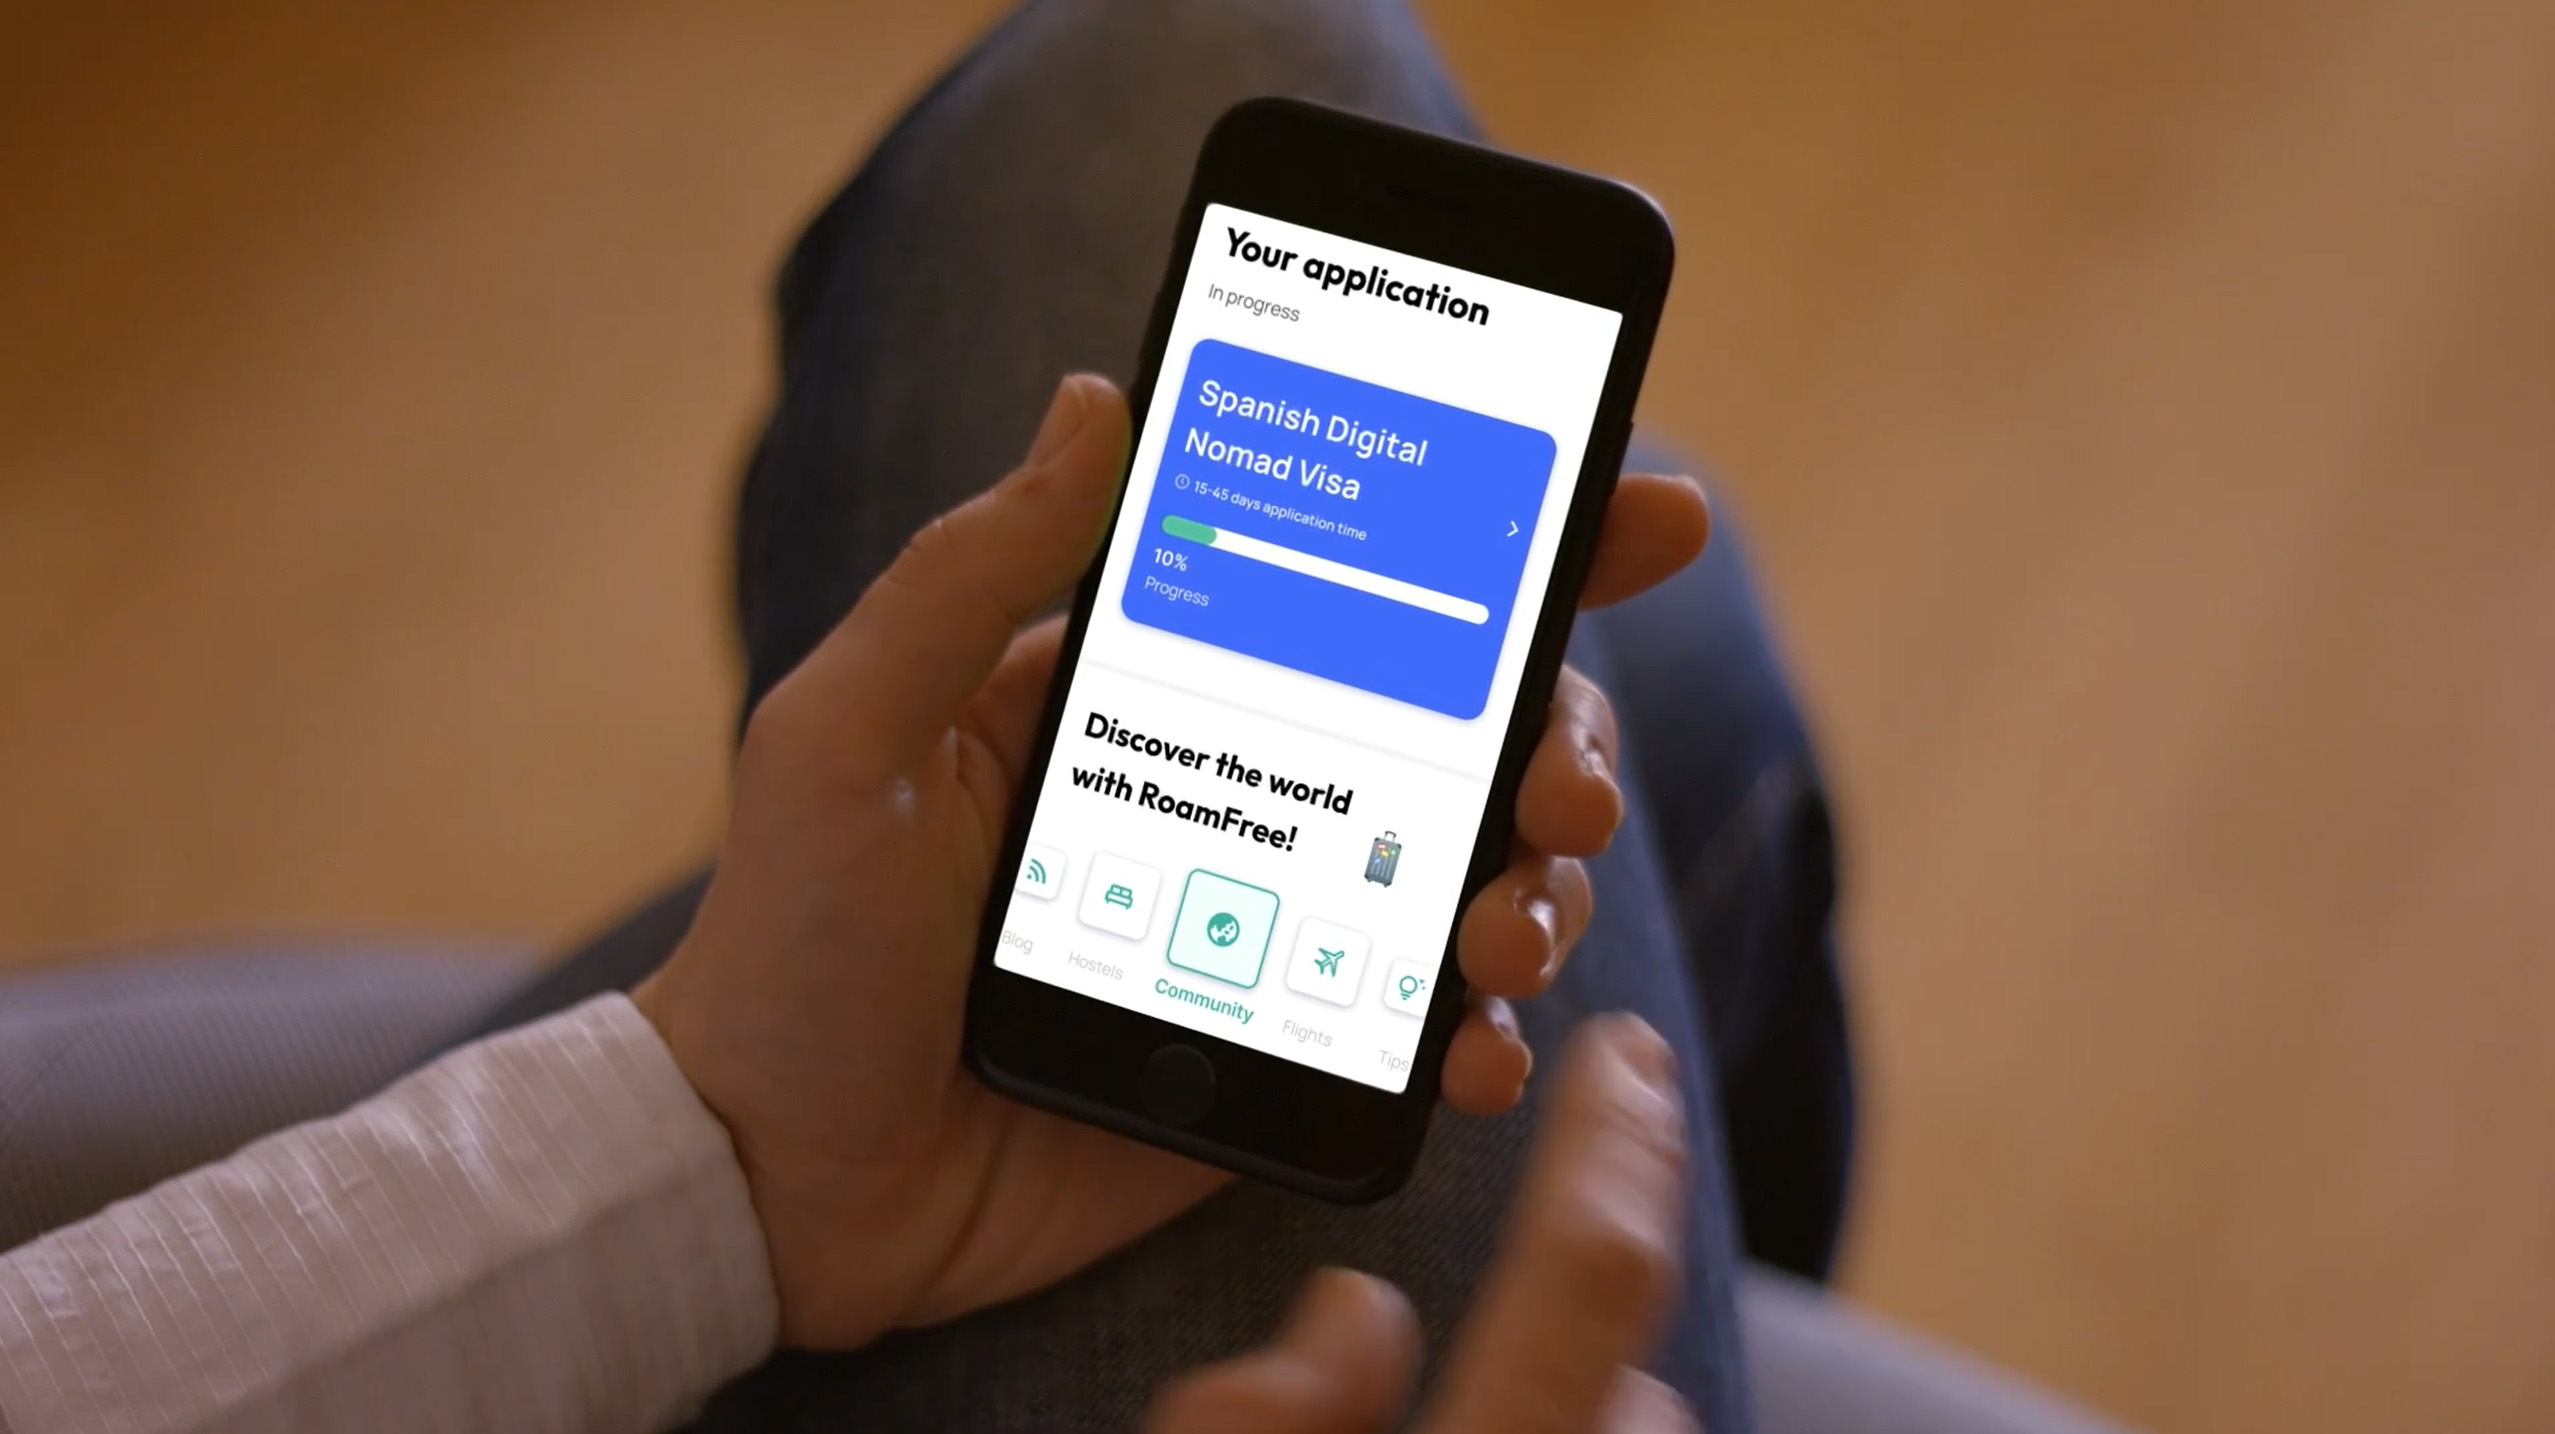 Your application
In progress
Spanish Digital
Nomad Visa
15-45 days application time
10%
Progress
Discover the world
with RoamFree!
Blog
Hostels
Community
Flights
Tips